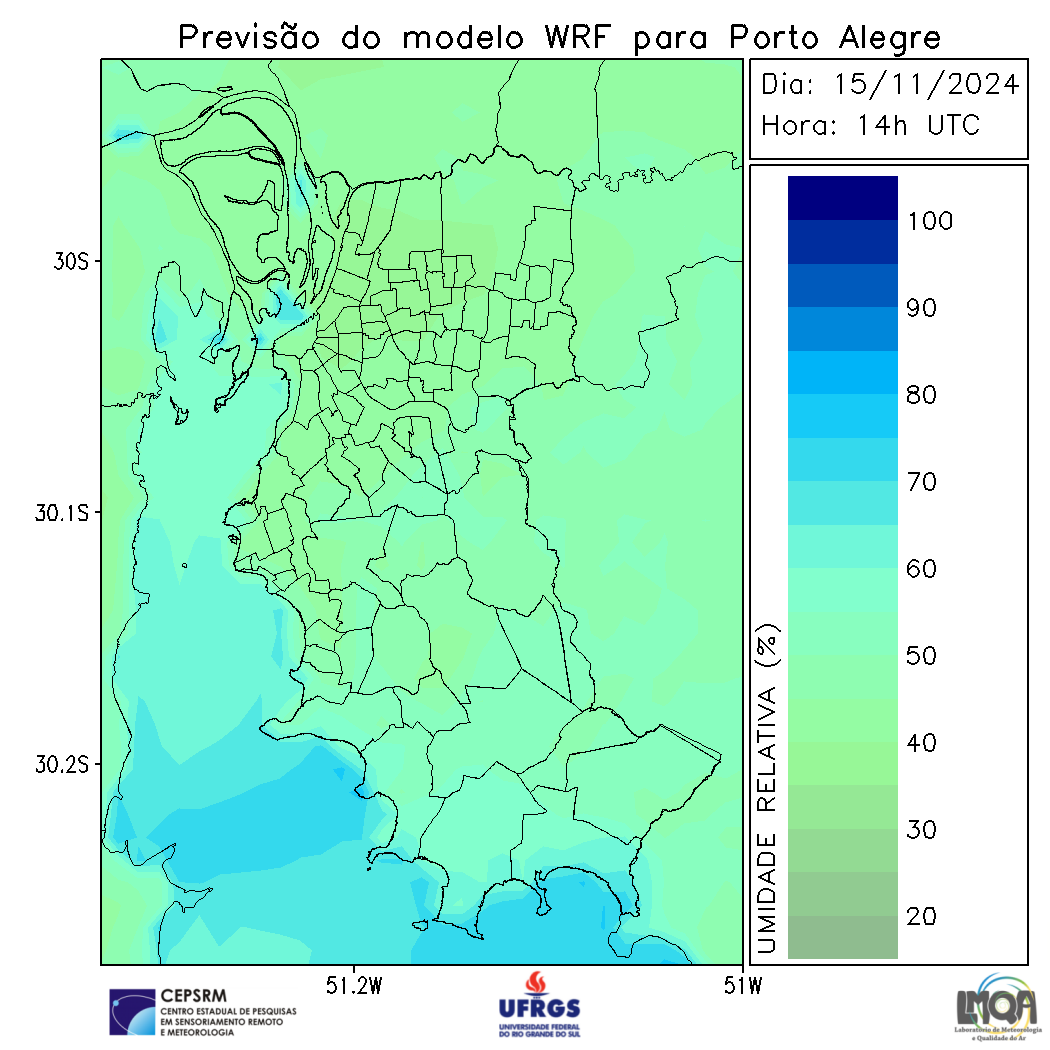 Previsão do modelo WRF para Porto Alegre
Dia: 15/11/2024
Hora: 14h UTC
30S
30.1S
30.2S
51.2W
51W
100
90
80
70
60
50
40
30
20
UMIDADE RELATIVA (%)
CEPSRM
CENTRO ESTADUAL DE PESQUISAS
EM SENSORIAMENTO REMOTO
E METEOROLOGIA
UFRGS
UNIVERSIDADE FEDERAL
DO RIO GRANDE DO SUL
LMQA
Laboratório de Meteorologia
e Qualidade do Ar